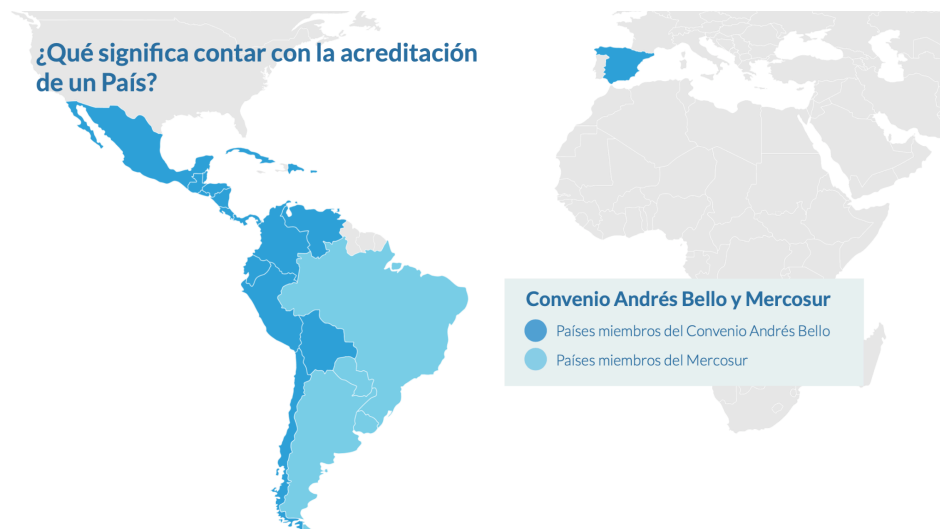 ¿Qué significa contar con la acreditación
de un País?
Convenio Andrés Bello y Mercosur
Países miembros del Convenio Andrés Bello
Países miembros del Mercosur